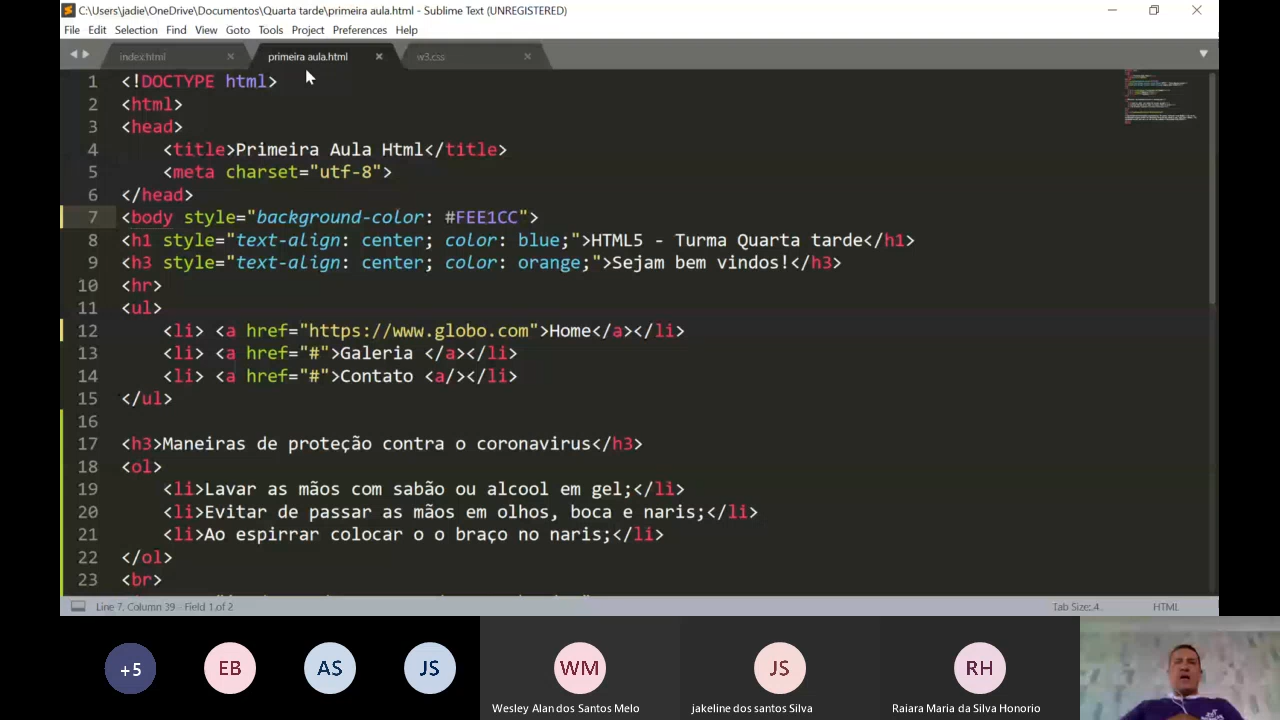 C:\Users\jadie\OneDrive\Documentos\Quarta tarde\primeira aula.html - Sublime Text (UNREGISTERED)
File Edit Selection Find View Goto Tools Project Preferences Help
index.html primeira aula.html w3.css
1 <!DOCTYPE html>
2 <html>
3 <head>
4 <title>Primeira Aula Html</title>
5 <meta charset="utf-8">
6 </head>
7 <body style="background-color: #FEE1CC">
8 <h1 style="text-align: center; color: blue;">HTML5 - Turma Quarta tarde</h1>
9 <h3 style="text-align: center; color: orange;">Sejam bem vindos!</h3>
10 <hr>
11 <ul>
12 <li> <a href="https://www.globo.com">Home</a></li>
13 <li> <a href="#">Galeria </a></li>
14 <li> <a href="#">Contato <a/></li>
15 </ul>
16
17 <h3>Maneiras de proteção contra o coronavirus</h3>
18 <ol>
19 <li>Lavar as mãos com sabão ou alcool em gel;</li>
20 <li>Evitar de passar as mãos em olhos, boca e naris;</li>
21 <li>Ao espirrar colocar o o braço no naris;</li>
22 </ol>
23 <br>
Line 7, Column 39 - Field 1 of 2 Tab Size: 4 HTML
+5 EB AS JS WM JS RH
Wesley Alan dos Santos Melo jakeline dos santos Silva Raiara Maria da Silva Honorio